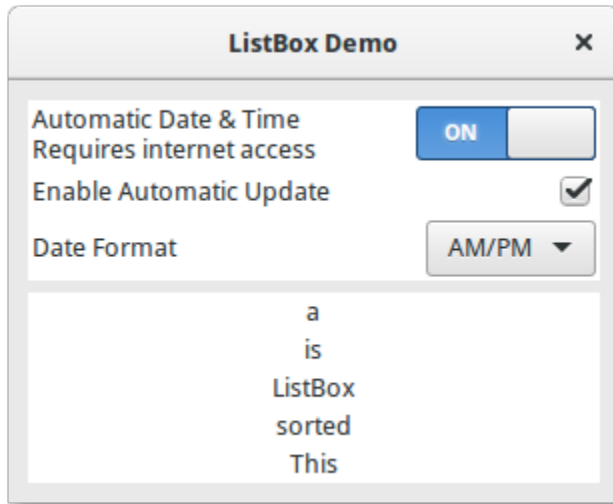 ListBox Demo
Automatic Date & Time
Requires internet access
ON
Enable Automatic Update
Date Format
AM/PM
a
is
ListBox
sorted
This